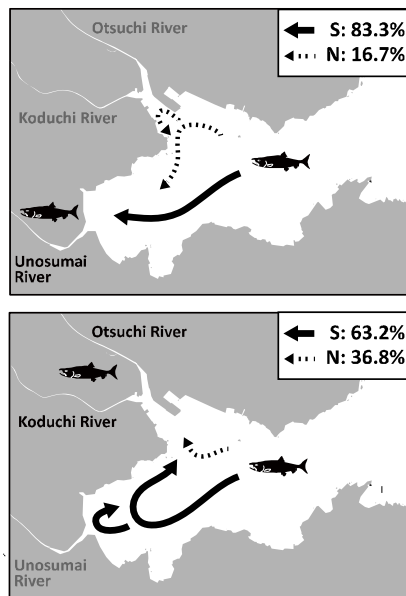 Otsuchi River
S: 83.3%
N: 16.7%
Koduchi River
Unosumai
River
Otsuchi River
S: 63.2%
N: 36.8%
Koduchi River
Unosumai
River